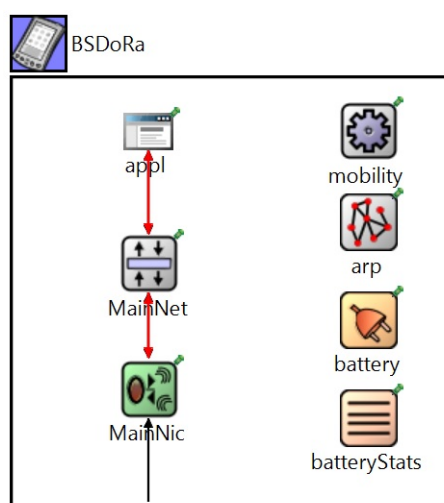 BSDoRa
appl
MainNet
MainNic
mobility
arp
battery
batteryStats